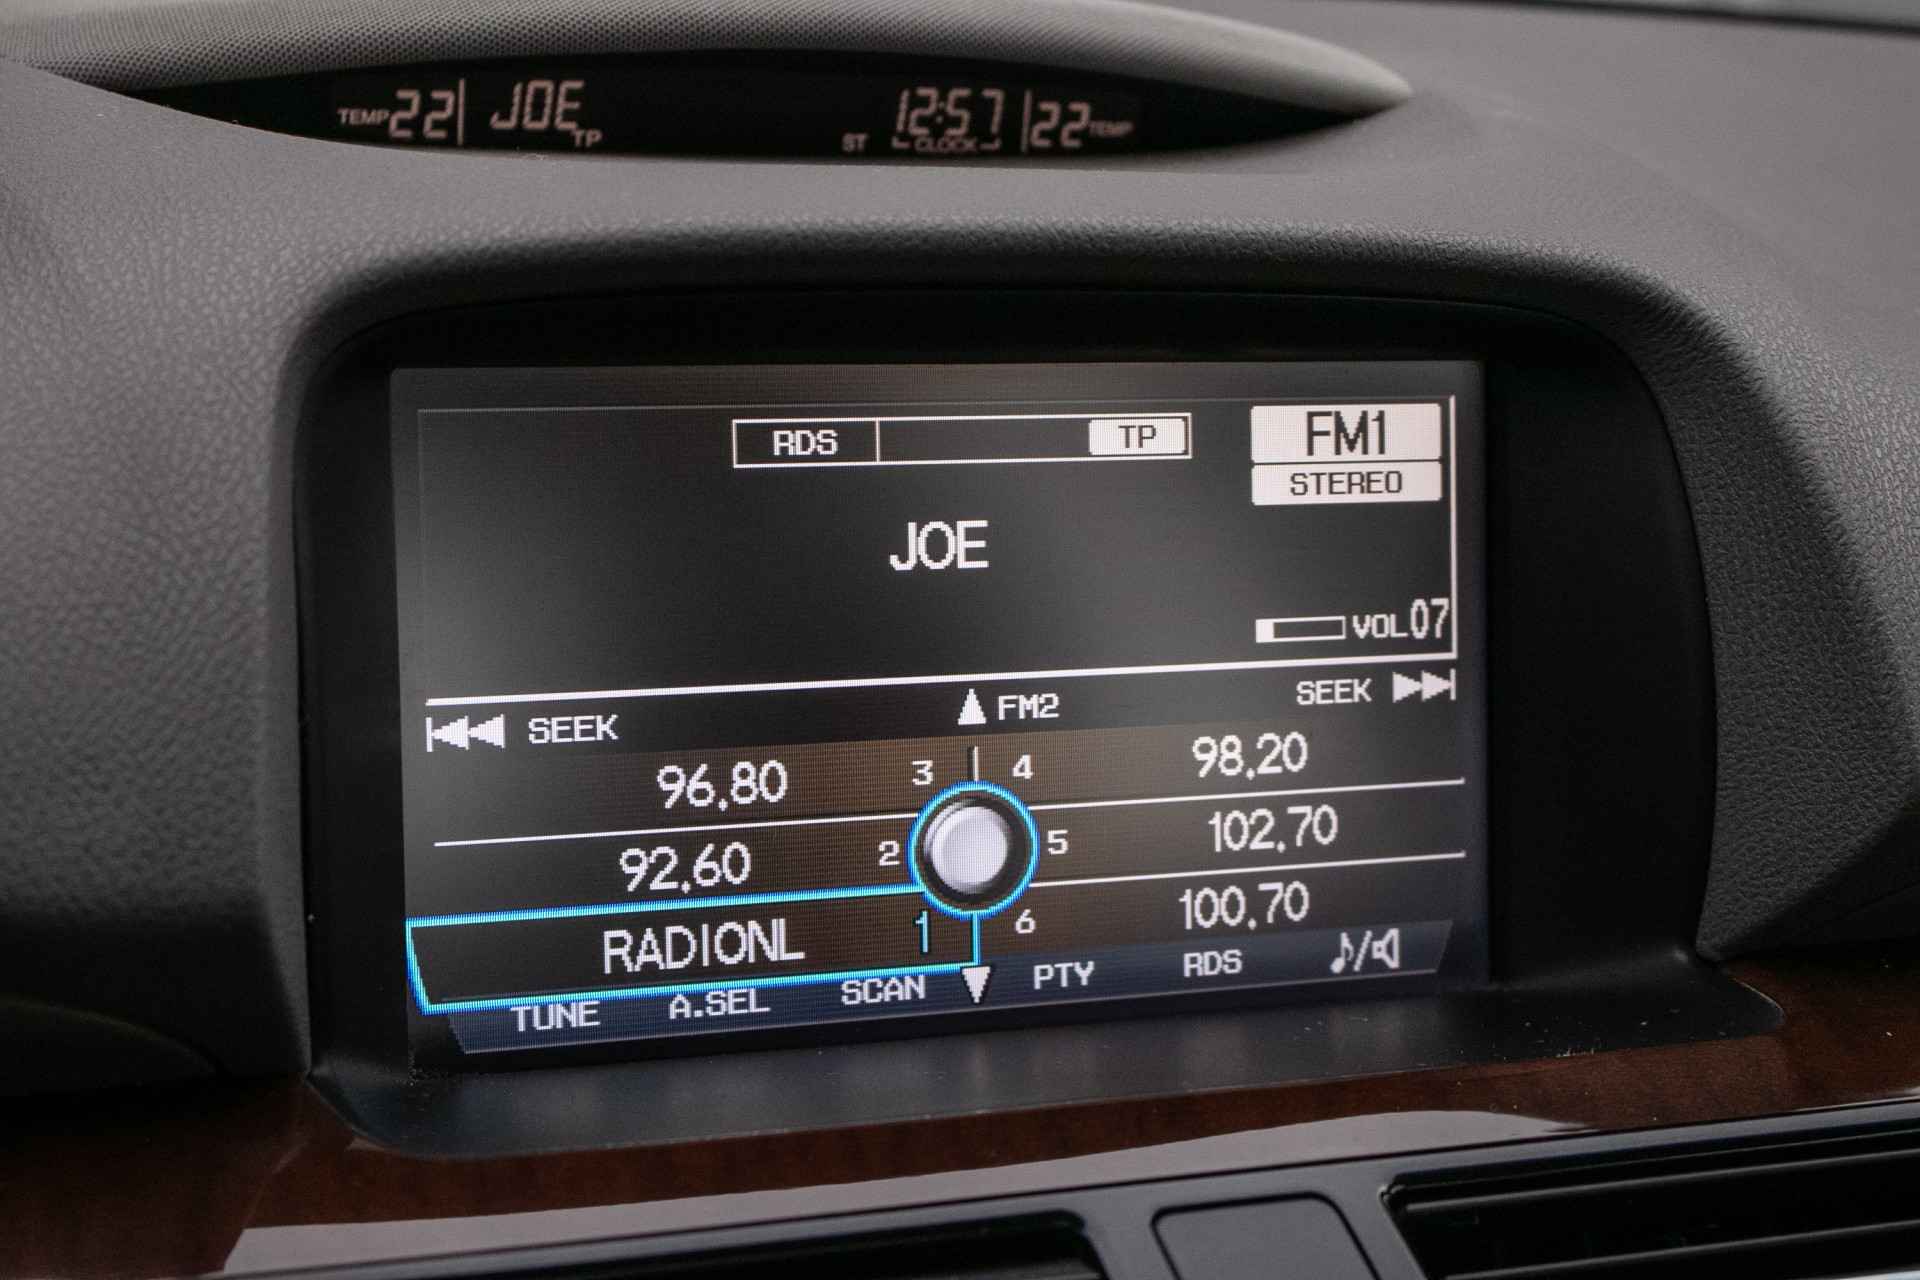 TEMP 22 JOE TP ST 12:57 CLOCK 22 TEMP
RDS TP FM1
STEREO
JOE
VOL 07
SEEK FM2 SEEK
96.80 3 4 98.20
92.60 2 5 102.70
RADIONL 1 6 100.70
TUNE A.SEL SCAN PTY RDS